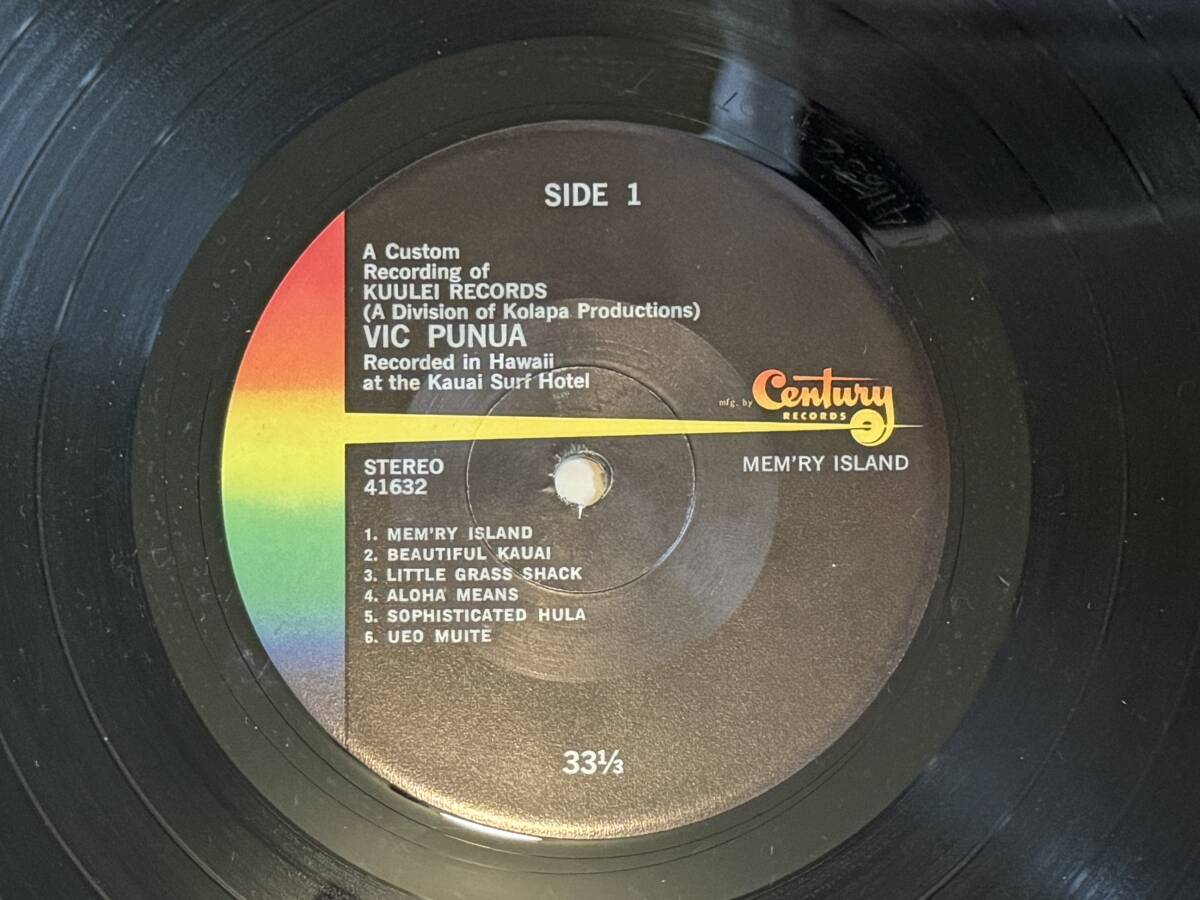 SIDE 1
A Custom
Recording of
KUULEI RECORDS
(A Division of Kolapa Productions)
VIC PUNUA
Recorded in Hawaii
at the Kauai Surf Hotel
mfg. by Century
RECORDS
MEM'RY ISLAND
STEREO
41632
1. MEM'RY ISLAND
2. BEAUTIFUL KAUAI
3. LITTLE GRASS SHACK
4. ALOHA MEANS
5. SOPHISTICATED HULA
6. UEO MUITE
33⅓